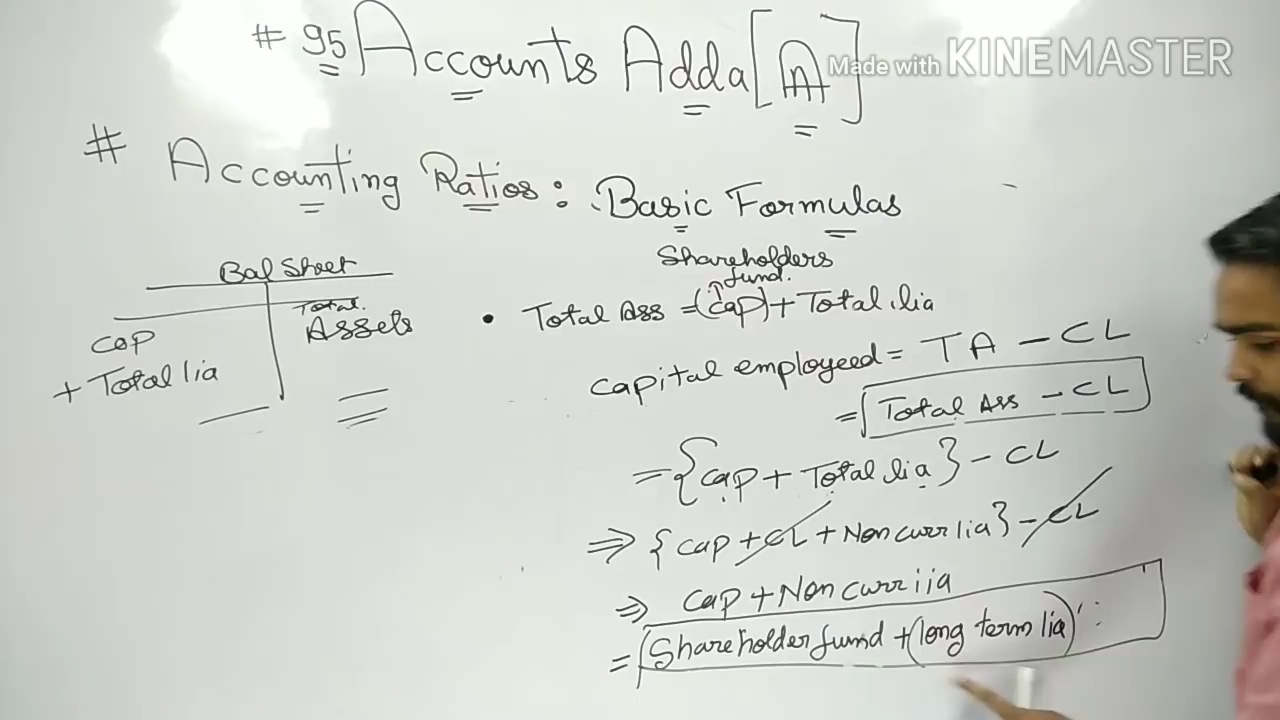 # 95 Accounts Adda [A]
Made with KINEMASTER
# Accounting Ratios : Basic Formulas
Bal Sheet
Total.
Assets
Cap
+ Total lia
Shareholders
fund.
• Total Ass = (cap) + Total lia
Capital employeed = TA - CL
= Total Ass - CL
= {cap + Total lia} - CL
⇒ {cap + CL + Non curr lia} - CL
⇒ Cap + Non curr lia
= Shareholder fund + (long term lia)